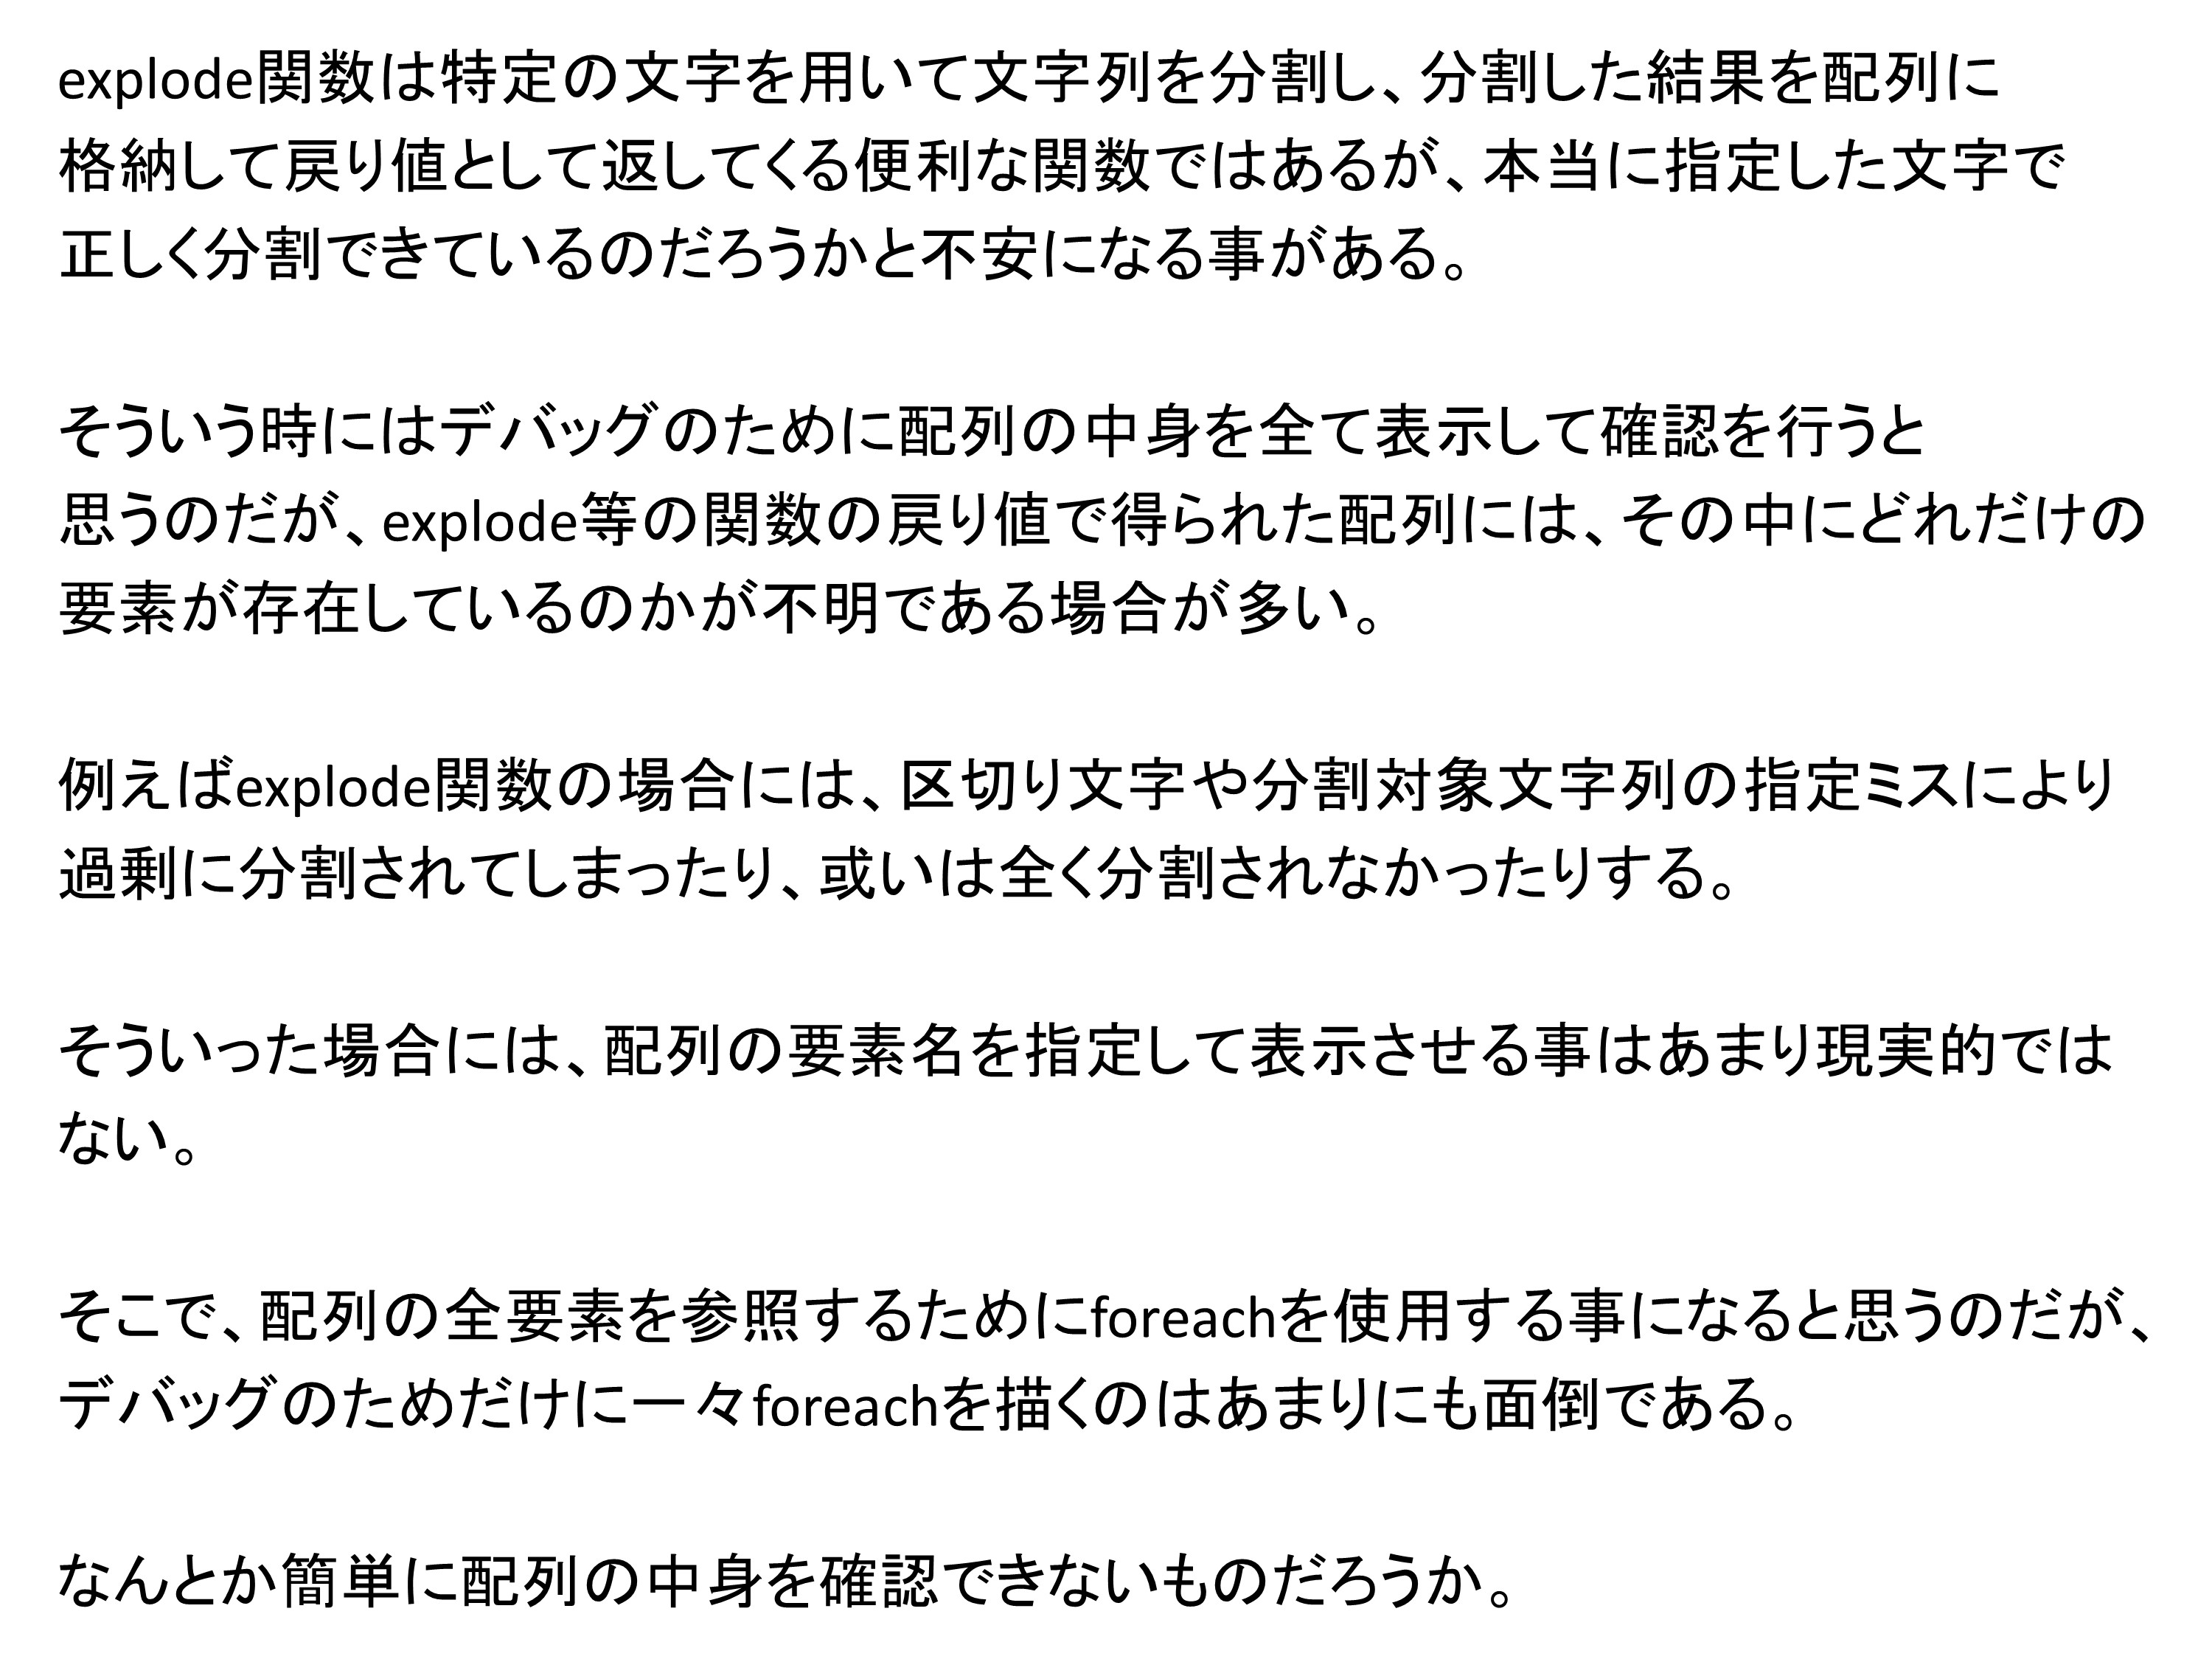 explode関数は特定の文字を用いて文字列を分割し、分割した結果を配列に
格納して戻り値として返してくる便利な関数ではあるが、本当に指定した文字で
正しく分割できているのだろうかと不安になる事がある。
そういう時にはデバッグのために配列の中身を全て表示して確認を行うと
思うのだが、explode等の関数の戻り値で得られた配列には、その中にどれだけの
要素が存在しているのかが不明である場合が多い。
例えばexplode関数の場合には、区切り文字や分割対象文字列の指定ミスにより
過剰に分割されてしまったり、或いは全く分割されなかったりする。
そういった場合には、配列の要素名を指定して表示させる事はあまり現実的では
ない。
そこで、配列の全要素を参照するためにforeachを使用する事になると思うのだが、
デバッグのためだけに一々foreachを描くのはあまりにも面倒である。
なんとか簡単に配列の中身を確認できないものだろうか。